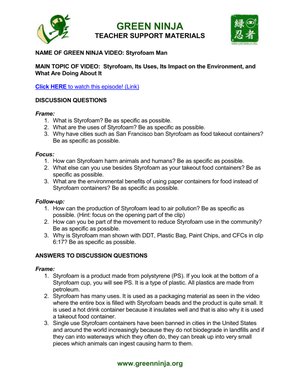 GREEN NINJA
TEACHER SUPPORT MATERIALS
緑
忍
者
NAME OF GREEN NINJA VIDEO: Styrofoam Man
MAIN TOPIC OF VIDEO: Styrofoam, Its Uses, Its Impact on the Environment, and
What Are Doing About It
Click HERE to watch this episode! (Link)
DISCUSSION QUESTIONS
Frame:
1. What is Styrofoam? Be as specific as possible.
2. What are the uses of Styrofoam? Be as specific as possible.
3. Why have cities such as San Francisco ban Styrofoam as food takeout containers?
Be as specific as possible.
Focus:
1. How can Styrofoam harm animals and humans? Be as specific as possible.
2. What else can you use besides Styrofoam as your takeout food containers? Be as
specific as possible.
3. What are the environmental benefits of using paper containers for food instead of
Styrofoam containers? Be as specific as possible.
Follow-up:
1. How can the production of Styrofoam lead to air pollution? Be as specific as
possible. (Hint: focus on the opening part of the clip)
2. How can you be part of the movement to reduce Styrofoam use in the community?
Be as specific as possible.
3. Why is Styrofoam man shown with DDT, Plastic Bag, Paint Chips, and CFCs in clip
6:17? Be as specific as possible.
ANSWERS TO DISCUSSION QUESTIONS
Frame:
1. Styrofoam is a product made from polystyrene (PS). If you look at the bottom of a
Styrofoam cup, you will see PS. It is a type of plastic. All plastics are made from
petroleum.
2. Styrofoam has many uses. It is used as a packaging material as seen in the video
where the entire box is filled with Styrofoam beads and the product is quite small. It
is used a hot drink container because it insulates well and that is also why it is used
a takeout food container.
3. Single use Styrofoam containers have been banned in cities in the United States
and around the world increasingly because they do not biodegrade in landfills and if
they can into waterways which they often do, they can break up into very small
pieces which animals can ingest causing harm to them.
www.greenninja.org